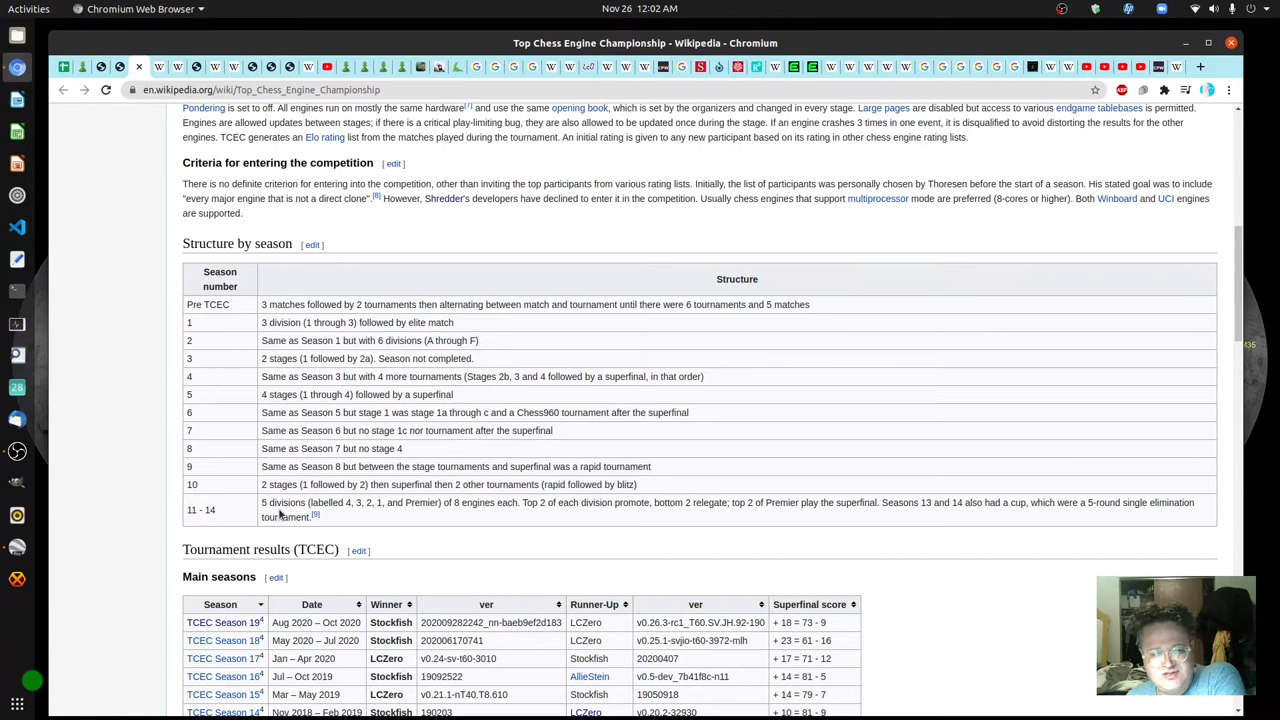 Activities
Chromium Web Browser
Nov 26 12:02 AM
Top Chess Engine Championship - Wikipedia - Chromium
en.wikipedia.org/wiki/Top_Chess_Engine_Championship
Pondering is set to off. All engines run on mostly the same hardware[7] and use the same opening book, which is set by the organizers and changed in every stage. Large pages are disabled but access to various endgame tablebases is permitted.
Engines are allowed updates between stages; if there is a critical play-limiting bug, they are also allowed to be updated once during the stage. If an engine crashes 3 times in one event, it is disqualified to avoid distorting the results for the other
engines. TCEC generates an Elo rating list from the matches played during the tournament. An initial rating is given to any new participant based on its rating in other chess engine rating lists.
Criteria for entering the competition [ edit ]
There is no definite criterion for entering into the competition, other than inviting the top participants from various rating lists. Initially, the list of participants was personally chosen by Thoresen before the start of a season. His stated goal was to include
"every major engine that is not a direct clone".[8] However, Shredder's developers have declined to enter it in the competition. Usually chess engines that support multiprocessor mode are preferred (8-cores or higher). Both Winboard and UCI engines
are supported.
Structure by season [ edit ]
Season number Structure
Pre TCEC 3 matches followed by 2 tournaments then alternating between match and tournament until there were 6 tournaments and 5 matches
1 3 division (1 through 3) followed by elite match
2 Same as Season 1 but with 6 divisions (A through F)
3 2 stages (1 followed by 2a). Season not completed.
4 Same as Season 3 but with 4 more tournaments (Stages 2b, 3 and 4 followed by a superfinal, in that order)
5 4 stages (1 through 4) followed by a superfinal
6 Same as Season 5 but stage 1 was stage 1a through c and a Chess960 tournament after the superfinal
7 Same as Season 6 but no stage 1c nor tournament after the superfinal
8 Same as Season 7 but no stage 4
9 Same as Season 8 but between the stage tournaments and superfinal was a rapid tournament
10 2 stages (1 followed by 2) then superfinal then 2 other tournaments (rapid followed by blitz)
11 - 14 5 divisions (labelled 4, 3, 2, 1, and Premier) of 8 engines each. Top 2 of each division promote, bottom 2 relegate; top 2 of Premier play the superfinal. Seasons 13 and 14 also had a cup, which were a 5-round single elimination
tournament.[9]
Tournament results (TCEC) [ edit ]
Main seasons [ edit ]
Season Date Winner ver Runner-Up ver Superfinal score
TCEC Season 19⁴ Aug 2020 – Oct 2020 Stockfish 202009282242_nn-baeb9ef2d183 LCZero v0.26.3-rc1_T60.SV.JH.92-190 + 18 = 73 - 9
TCEC Season 18⁴ May 2020 – Jul 2020 Stockfish 202006170741 LCZero v0.25.1-svjio-t60-3972-mlh + 23 = 61 - 16
TCEC Season 17⁴ Jan – Apr 2020 LCZero v0.24-sv-t60-3010 Stockfish 20200407 + 17 = 71 - 12
TCEC Season 16⁴ Jul – Oct 2019 Stockfish 19092522 AllieStein v0.5-dev_7b41f8c-n11 + 14 = 81 - 5
TCEC Season 15⁴ Mar – May 2019 LCZero v0.21.1-nT40.T8.610 Stockfish 19050918 + 14 = 79 - 7
TCEC Season 14⁴ Nov 2018 – Feb 2019 Stockfish 190203 LCZero v0.20.2-32930 + 10 = 81 - 9